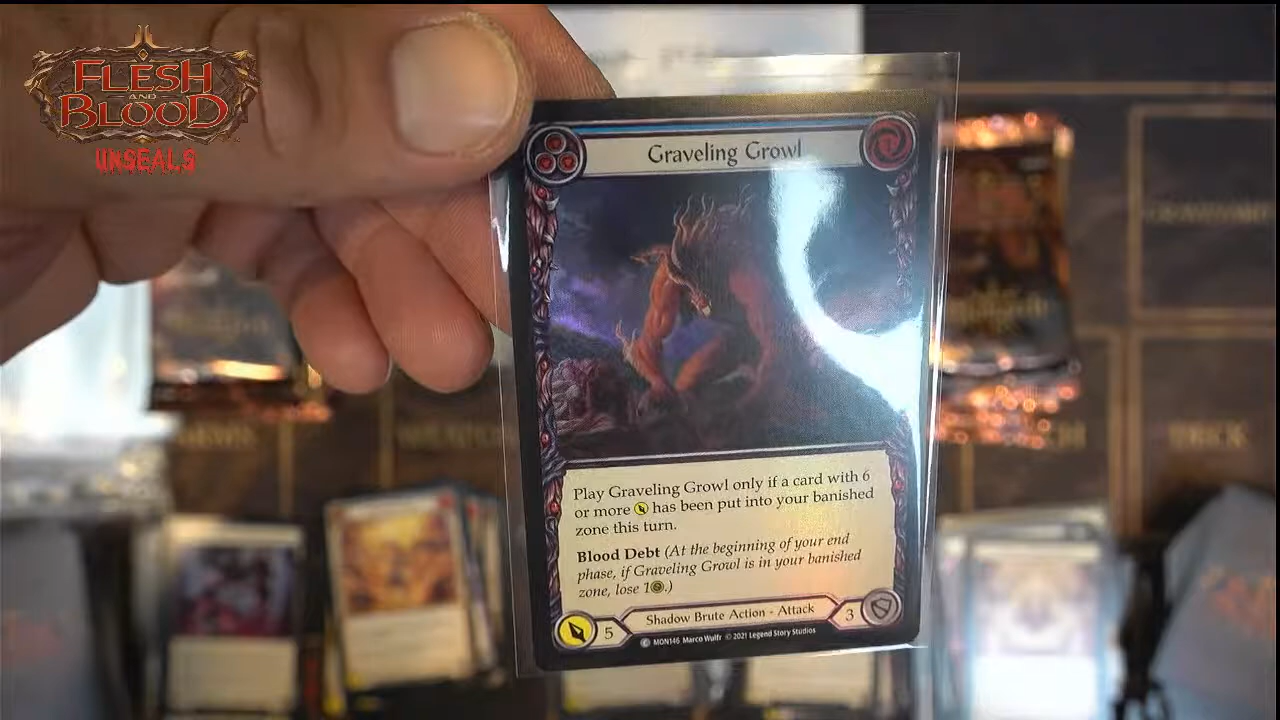 FLESH
AND
BLOOD
UNSEALS
Graveling Growl
Play Graveling Growl only if a card with 6
or more has been put into your banished
zone this turn.
Blood Debt (At the beginning of your end
phase, if Graveling Growl is in your banished
zone, lose 1.)
5
Shadow Brute Action - Attack
3
C MON146 Marco Wulfr © 2021 Legend Story Studios
DECK